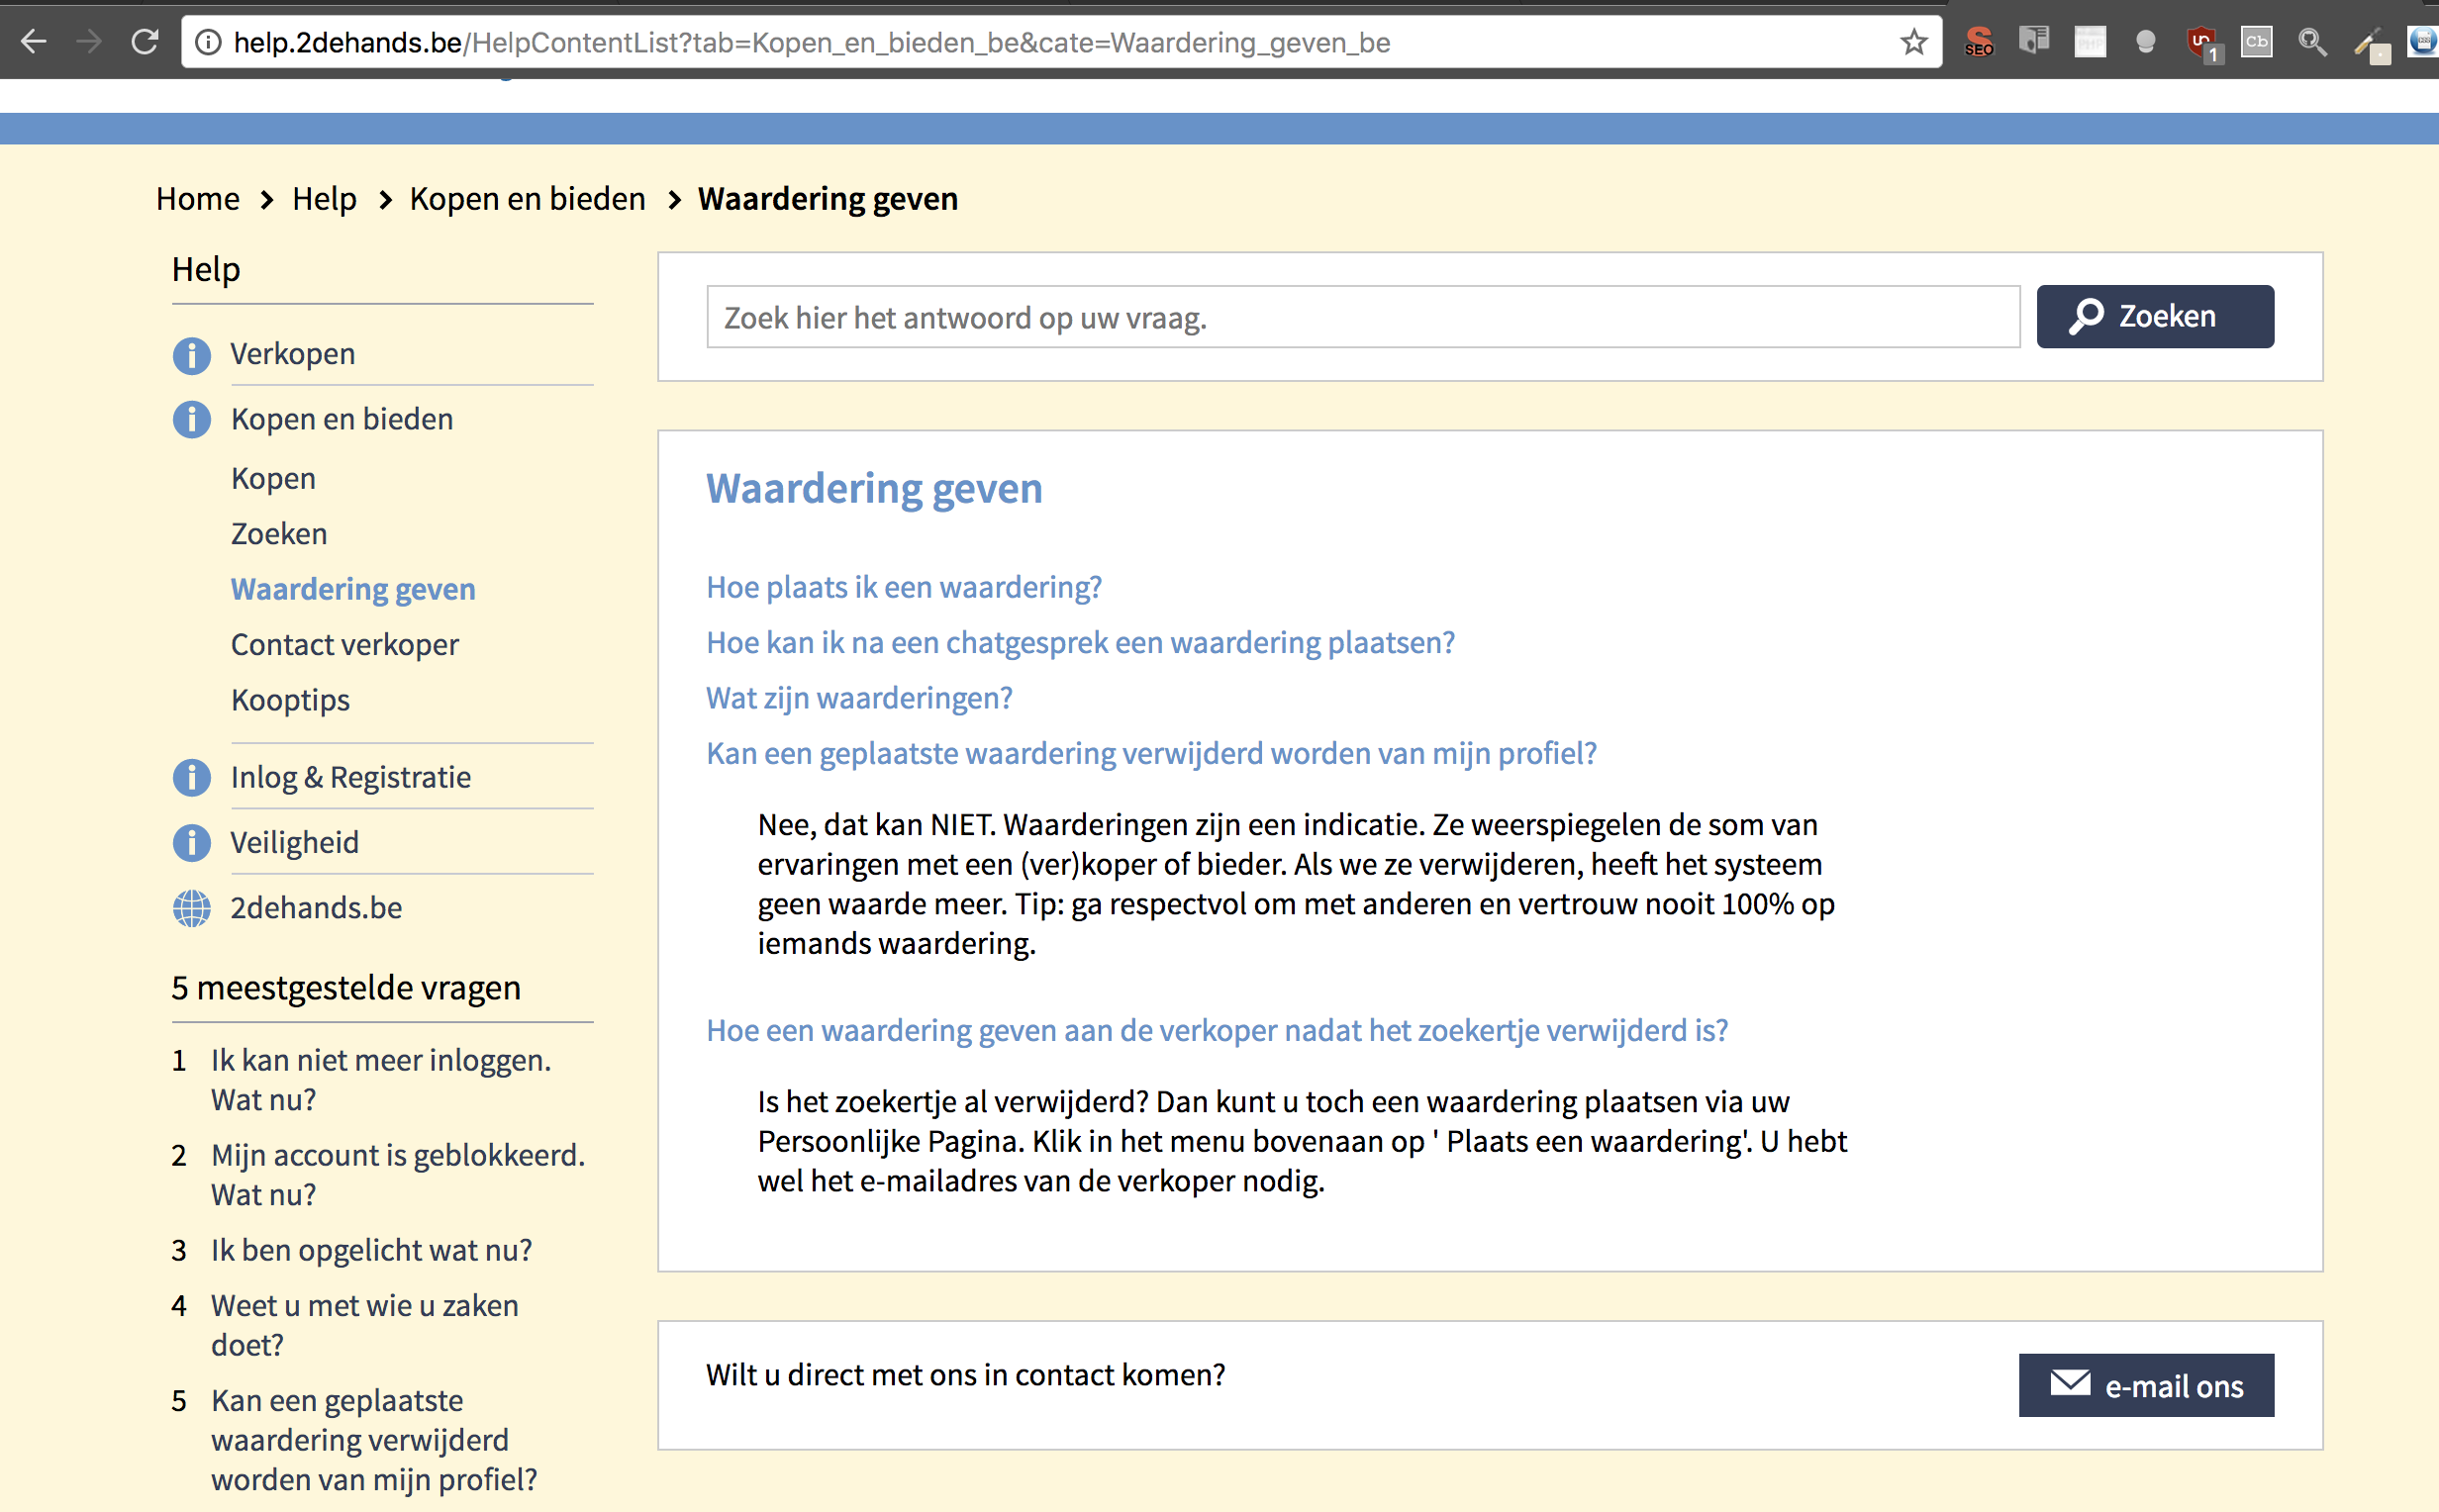 help.2dehands.be/HelpContentList?tab=Kopen_en_bieden_be&cate=Waardering_geven_be
SEO
1
Cb
Home > Help > Kopen en bieden > Waardering geven
Help
Verkopen
Kopen en bieden
Kopen
Zoeken
Waardering geven
Contact verkoper
Kooptips
Inlog & Registratie
Veiligheid
2dehands.be
5 meestgestelde vragen
1 Ik kan niet meer inloggen.
Wat nu?
2 Mijn account is geblokkeerd.
Wat nu?
3 Ik ben opgelicht wat nu?
4 Weet u met wie u zaken
doet?
5 Kan een geplaatste
waardering verwijderd
worden van mijn profiel?
Zoek hier het antwoord op uw vraag.
Zoeken
Waardering geven
Hoe plaats ik een waardering?
Hoe kan ik na een chatgesprek een waardering plaatsen?
Wat zijn waarderingen?
Kan een geplaatste waardering verwijderd worden van mijn profiel?
Nee, dat kan NIET. Waarderingen zijn een indicatie. Ze weerspiegelen de som van
ervaringen met een (ver)koper of bieder. Als we ze verwijderen, heeft het systeem
geen waarde meer. Tip: ga respectvol om met anderen en vertrouw nooit 100% op
iemands waardering.
Hoe een waardering geven aan de verkoper nadat het zoekertje verwijderd is?
Is het zoekertje al verwijderd? Dan kunt u toch een waardering plaatsen via uw
Persoonlijke Pagina. Klik in het menu bovenaan op ' Plaats een waardering'. U hebt
wel het e-mailadres van de verkoper nodig.
Wilt u direct met ons in contact komen?
e-mail ons